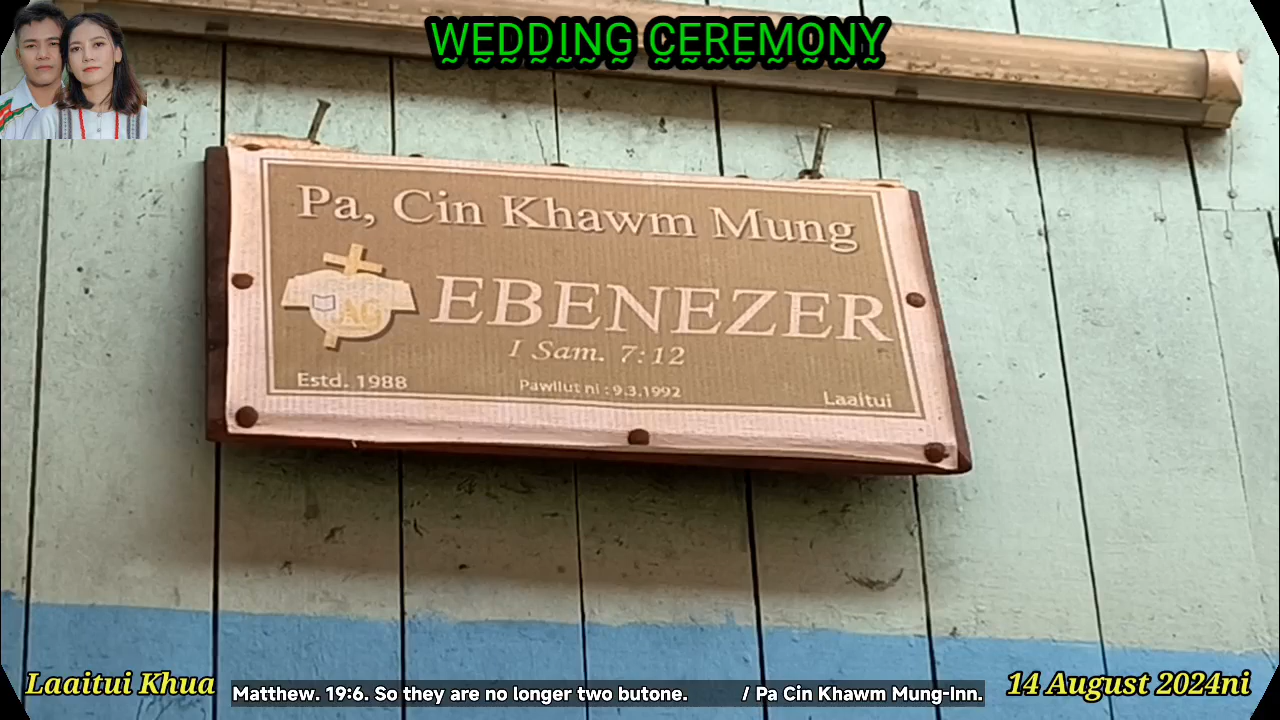 WEDDING CEREMONY
Pa, Cin Khawm Mung
AG
EBENEZER
I Sam. 7:12
Estd. 1988
Pawilut ni : 9.3.1992
Laaitui
Laaitui Khua
Matthew. 19:6. So they are no longer two butone. / Pa Cin Khawm Mung-Inn.
14 August 2024ni